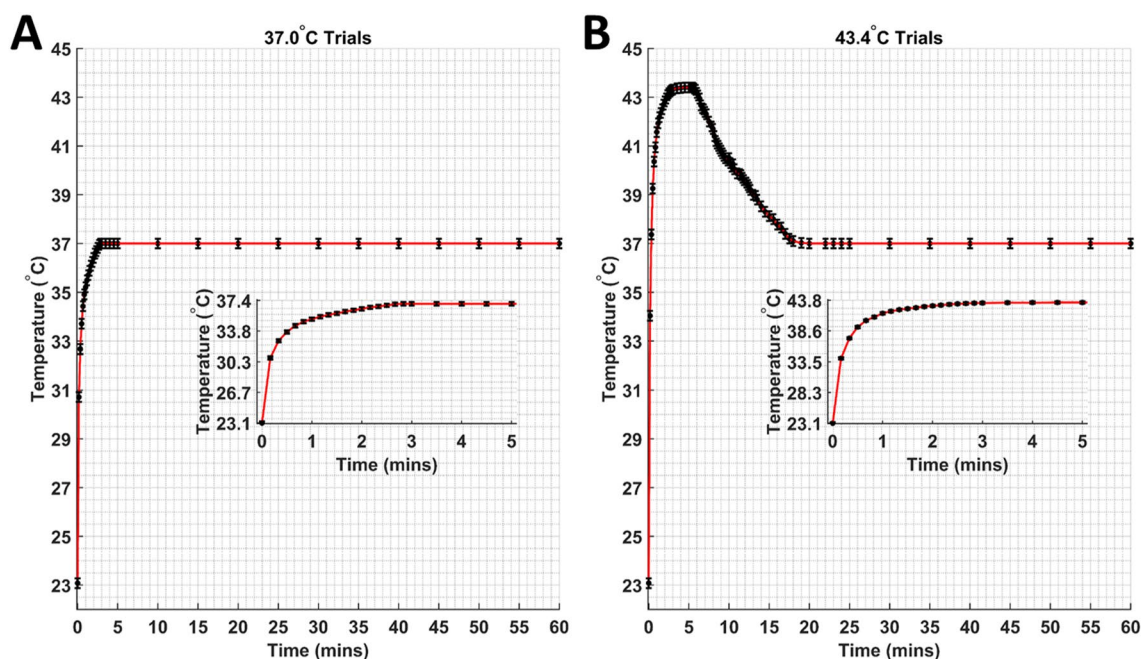 A
37.0°C Trials
Temperature (°C)
45
43
41
39
37
35
33
31
29
27
25
23
0 5 10 15 20 25 30 35 40 45 50 55 60
Time (mins)
Temperature (°C)
37.4
33.8
30.3
26.7
23.1
0 1 2 3 4 5
Time (mins)
B
43.4°C Trials
Temperature (°C)
45
43
41
39
37
35
33
31
29
27
25
23
0 5 10 15 20 25 30 35 40 45 50 55 60
Time (mins)
Temperature (°C)
43.8
38.6
33.5
28.3
23.1
0 1 2 3 4 5
Time (mins)